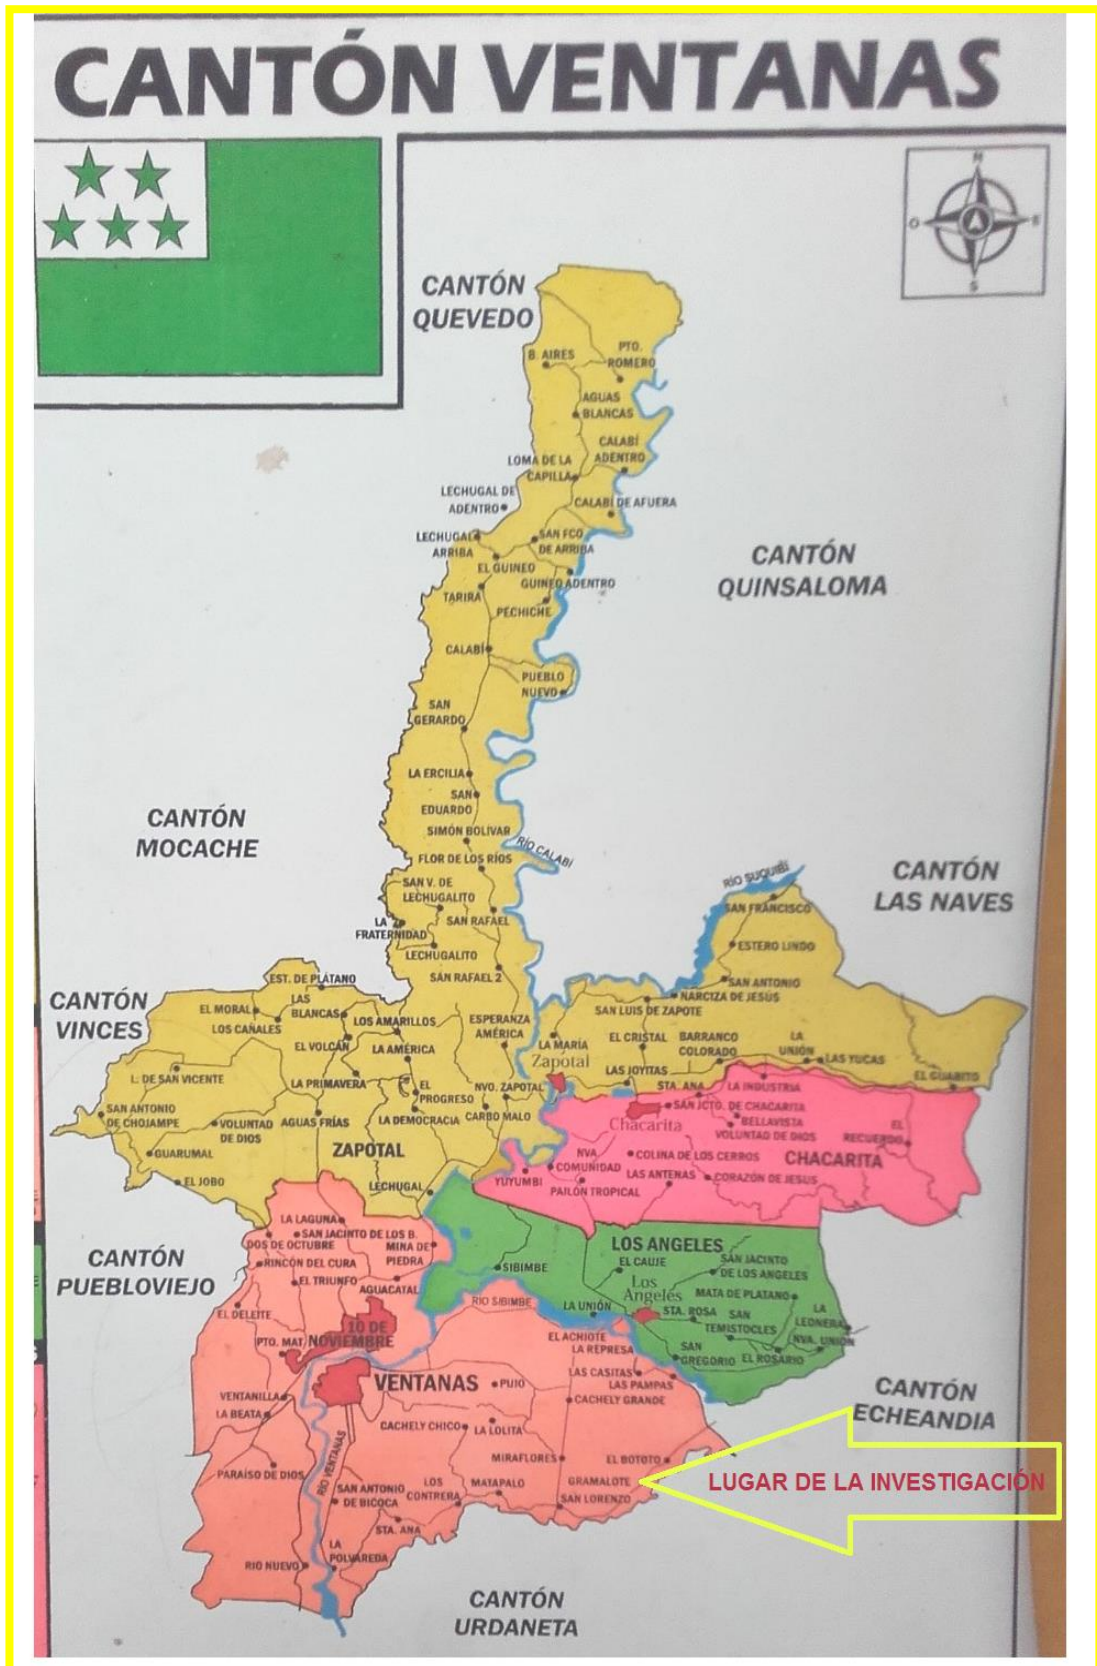 CANTÓN VENTANAS
N
O
E
S
CANTÓN
QUEVEDO
B. AIRES
PTO.
ROMERO
AGUAS
BLANCAS
CALABÍ
ADENTRO
LOMA DE LA
CAPILLA
LECHUGAL DE
ADENTRO
CALABÍ DE AFUERA
LECHUGAL
ARRIBA
SAN FCO
DE ARRIBA
EL GUINEO
GUINEO ADENTRO
TARIRA
PECHICHE
CANTÓN
QUINSALOMA
CALABÍ
PUEBLO
NUEVO
SAN
GERARDO
LA ERCILIA
SAN
EDUARDO
SIMÓN BOLÍVAR
RÍO CALABÍ
FLOR DE LOS RÍOS
CANTÓN
MOCACHE
SAN V. DE
LECHUGALITO
LA
FRATERNIDAD
SAN RAFAEL
LECHUGALITO
SAN RAFAEL 2
RÍO SUQUIBÍ
CANTÓN
LAS NAVES
SAN FRANCISCO
ESTERO LINDO
SAN ANTONIO
NARCIZA DE JESÚS
SAN LUIS DE ZAPOTE
CANTÓN
VINCES
EST. DE PLÁTANO
EL MORAL
LAS
BLANCAS
LOS CAÑALES
LOS AMARILLOS
ESPERANZA
AMÉRICA
EL VOLCÁN
LA AMÉRICA
LA MARÍA
Zapotal
EL CRISTAL
BARRANCO
COLORADO
LA
UNIÓN
LAS YUCAS
LAS JOYITAS
EL GUABITO
L. DE SAN VICENTE
LA PRIMAVERA
EL
PROGRESO
NVO. ZAPOTAL
STA. ANA
LA INDUSTRIA
SAN ANTONIO
DE CHOJAMPE
VOLUNTAD
DE DIOS
AGUAS FRÍAS
LA DEMOCRACIA
CARBO MALO
SAN JCTO. DE CHACARITA
Chacarita
BELLAVISTA
VOLUNTAD DE DIOS
EL
RECUERDO
GUARUMAL
ZAPOTAL
NVA
COMUNIDAD
COLINA DE LOS CERROS
CHACARITA
EL JOBO
LECHUGAL
YUYUMBI
PAILÓN TROPICAL
LAS ANTENAS
CORAZÓN DE JESUS
LA LAGUNA
SAN JACINTO DE LOS B.
DOS DE OCTUBRE
MINA DE
PIEDRA
CANTÓN
PUEBLOVIEJO
RINCÓN DEL CURA
EL TRIUNFO
AGUACATAL
SIBIMBE
LOS ANGELES
EL CAUJE
SAN JACINTO
DE LOS ANGELES
Los
Angelés
MATA DE PLATANO
EL DELEITE
RIO SIBIMBE
LA UNIÓN
STA. ROSA
SAN
TEMISTOCLES
LA
LEONERA
NVA. UNIÓN
10 DE
NOVIEMBRE
PTO. MAT.
EL ACHIOTE
LA REPRESA
SAN
GREGORIO
EL ROSARIO
VENTANAS
PUJO
LAS CASITAS
LAS PAMPAS
CACHELY GRANDE
CANTÓN
ECHEANDIA
VENTANILLA
LA BEATA
CACHELY CHICO
LA LOLITA
RÍO VENTANAS
MIRAFLORES
EL BOTOTO
PARAÍSO DE DIOS
SAN ANTONIO
DE BICOCA
LOS
CONTRERA
MATAPALO
GRAMALOTE
SAN LORENZO
LUGAR DE LA INVESTIGACIÓN
STA. ANA
LA
POLVAREDA
RIO NUEVO
CANTÓN
URDANETA